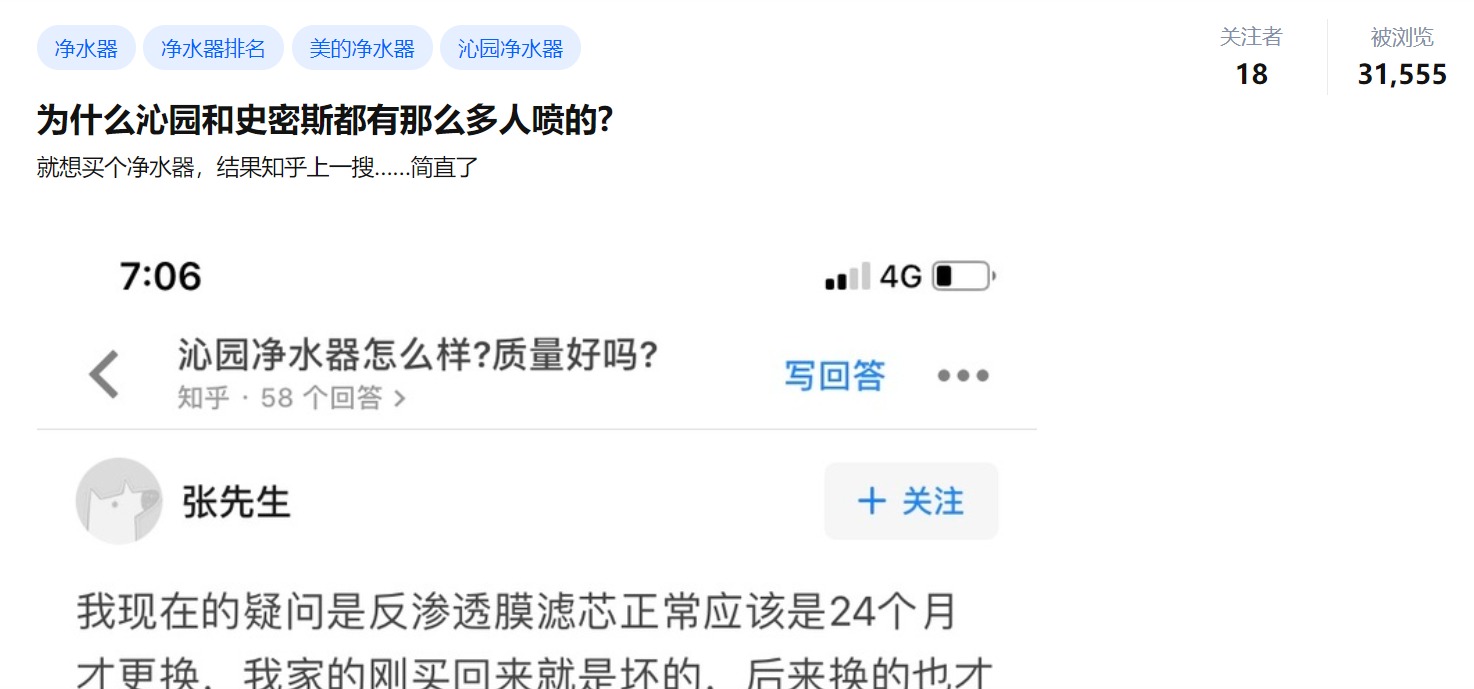 净水器 净水器排名 美的净水器 沁园净水器
关注者 被浏览
18 31,555
为什么沁园和史密斯都有那么多人喷的?
就想买个净水器，结果知乎上一搜......简直了
7:06 4G
沁园净水器怎么样?质量好吗?
写回答
知乎 · 58 个回答 >
张先生
+ 关注
我现在的疑问是反渗透膜滤芯正常应该是24个月
才更换，我家的刚买回来就是坏的，后来换的也才